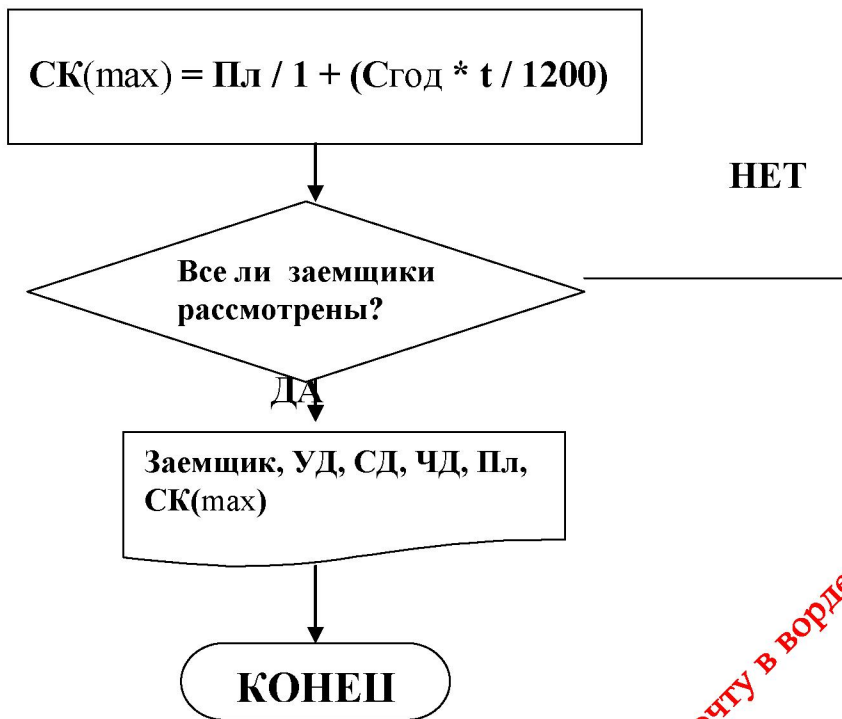 СК(max) = Пл / 1 + (Сгод * t / 1200)
НЕТ
Все ли заемщики
рассмотрены?
ДА
Заемщик, УД, СД, ЧД, Пл,
СК(max)
КОНЕЦ
в ворде